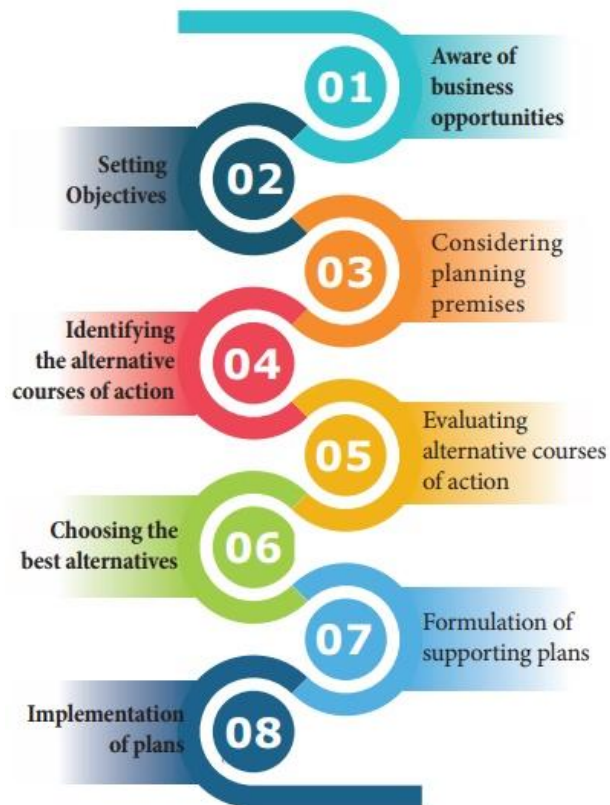 01
Aware of
business
opportunities
02
Setting
Objectives
03
Considering
planning
premises
04
Identifying
the alternative
courses of action
05
Evaluating
alternative courses
of action
06
Choosing the
best alternatives
07
Formulation of
supporting plans
08
Implementation
of plans